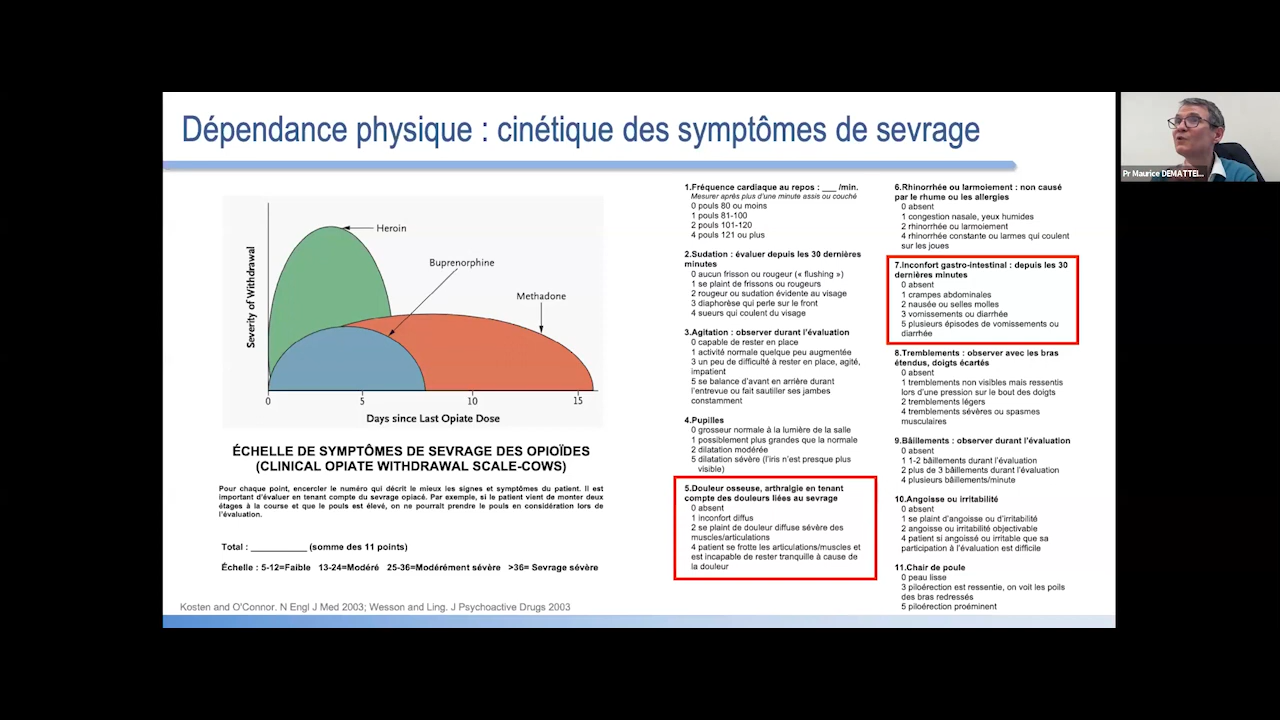 Dépendance physique : cinétique des symptômes de sevrage
Severity of Withdrawal
Heroin
Buprenorphine
Methadone
0
5
10
15
Days since Last Opiate Dose
ÉCHELLE DE SYMPTÔMES DE SEVRAGE DES OPIOÏDES
(CLINICAL OPIATE WITHDRAWAL SCALE-COWS)
Pour chaque point, encercler le numéro qui décrit le mieux les signes et symptômes du patient. Il est
important d'évaluer en tenant compte du sevrage opiacé. Par exemple, si le patient vient de monter deux
étages à la course et que le pouls est élevé, on ne pourrait prendre le pouls en considération lors de
l'évaluation.
Total : ___________ (somme des 11 points)
Échelle : 5-12=Faible 13-24=Modéré 25-36=Modérément sévère >36= Sevrage sévère
Kosten and O'Connor. N Engl J Med 2003; Wesson and Ling. J Psychoactive Drugs 2003
1.Fréquence cardiaque au repos : ___ /min.
Mesurer après plus d'une minute assis ou couché
0 pouls 80 ou moins
1 pouls 81-100
2 pouls 101-120
4 pouls 121 ou plus
2.Sudation : évaluer depuis les 30 dernières
minutes
0 aucun frisson ou rougeur (« flushing »)
1 se plaint de frissons ou rougeurs
2 rougeur ou sudation évidente au visage
3 diaphorèse qui perle sur le front
4 sueurs qui coulent du visage
3.Agitation : observer durant l'évaluation
0 capable de rester en place
1 activité normale quelque peu augmentée
3 un peu de difficulté à rester en place, agité,
impatient
5 se balance d'avant en arrière durant
l'entrevue ou fait sautiller ses jambes
constamment
4.Pupilles
0 grosseur normale à la lumière de la salle
1 possiblement plus grandes que la normale
2 dilatation modérée
5 dilatation sévère (l'iris n'est presque plus
visible)
5.Douleur osseuse, arthralgie en tenant
compte des douleurs liées au sevrage
0 absent
1 inconfort diffus
2 se plaint de douleur diffuse sévère des
muscles/articulations
4 patient se frotte les articulations/muscles et
est incapable de rester tranquille à cause de
la douleur
6.Rhinorrhée ou larmoiement : non causé
par le rhume ou les allergies
0 absent
1 congestion nasale, yeux humides
2 rhinorrhée ou larmoiement
4 rhinorrhée constante ou larmes qui coulent
sur les joues
7.Inconfort gastro-intestinal : depuis les 30
dernières minutes
0 absent
1 crampes abdominales
2 nausée ou selles molles
3 vomissements ou diarrhée
5 plusieurs épisodes de vomissements ou
diarrhée
8.Tremblements : observer avec les bras
étendus, doigts écartés
0 absent
1 tremblements non visibles mais ressentis
lors d'une pression sur le bout des doigts
2 tremblements légers
4 tremblements sévères ou spasmes
musculaires
9.Bâillements : observer durant l'évaluation
0 absent
1 1-2 bâillements durant l'évaluation
2 plus de 3 bâillements durant l'évaluation
4 plusieurs bâillements/minute
10.Angoisse ou irritabilité
0 absent
1 se plaint d'angoisse ou d'irritabilité
2 angoisse ou irritabilité objectivable
4 patient si angoissé ou irritable que sa
participation à l'évaluation est difficile
11.Chair de poule
0 peau lisse
3 piloérection est ressentie, on voit les poils
des bras redressés
5 piloérection proéminent
Pr Maurice DEMATTEI...